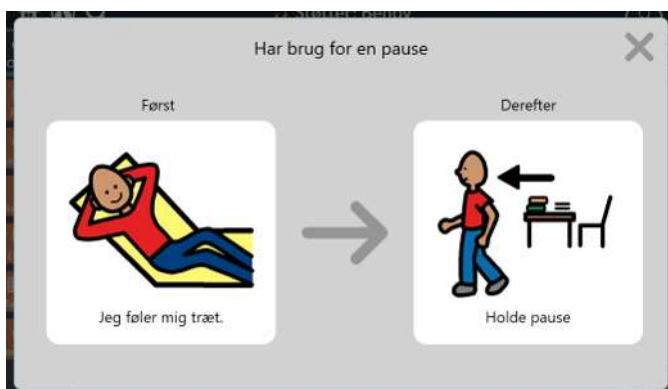 Har brug for en pause
Først
Derefter
Jeg føler mig træt.
Holde pause